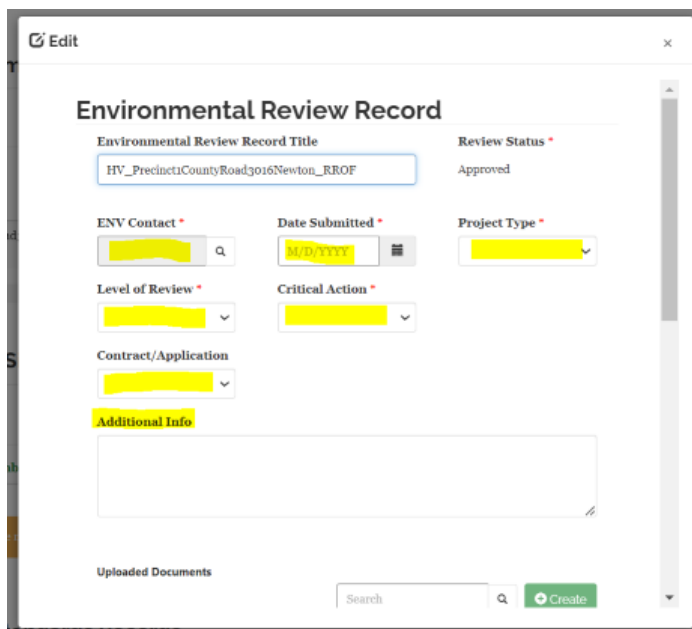 Edit
×
Environmental Review Record
Environmental Review Record Title
Review Status *
HV_Precinct1CountyRoad3016Newton_RROF
Approved
ENV Contact *
Date Submitted *
Project Type *
M/D/YYYY
Level of Review *
Critical Action *
Contract/Application
Additional Info
Uploaded Documents
Search
Create